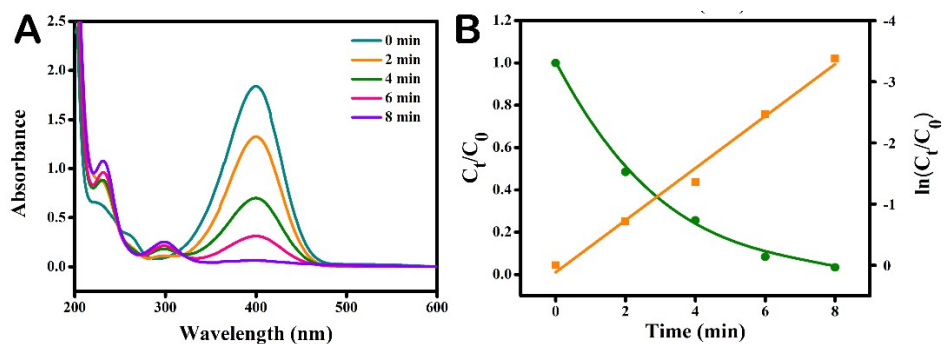 A
2.5
2.0
1.5
1.0
0.5
0.0
200
300
400
500
600
Absorbance
Wavelength (nm)
0 min
2 min
4 min
6 min
8 min
B
1.2
1.0
0.8
0.6
0.4
0.2
0.0
0
2
4
6
8
-4
-3
-2
-1
0
Ct/C0
Time (min)
ln(Ct/C0)